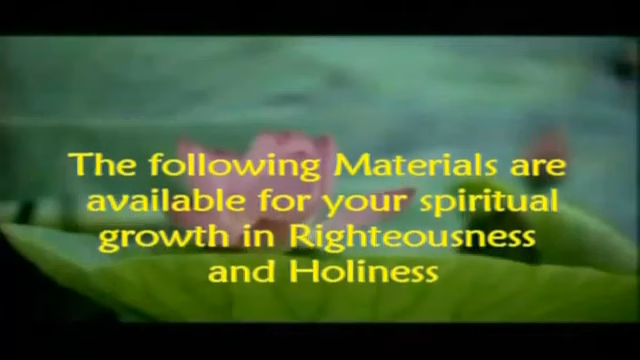 The following Materials are
available for your spiritual
growth in Righteousness
and Holiness